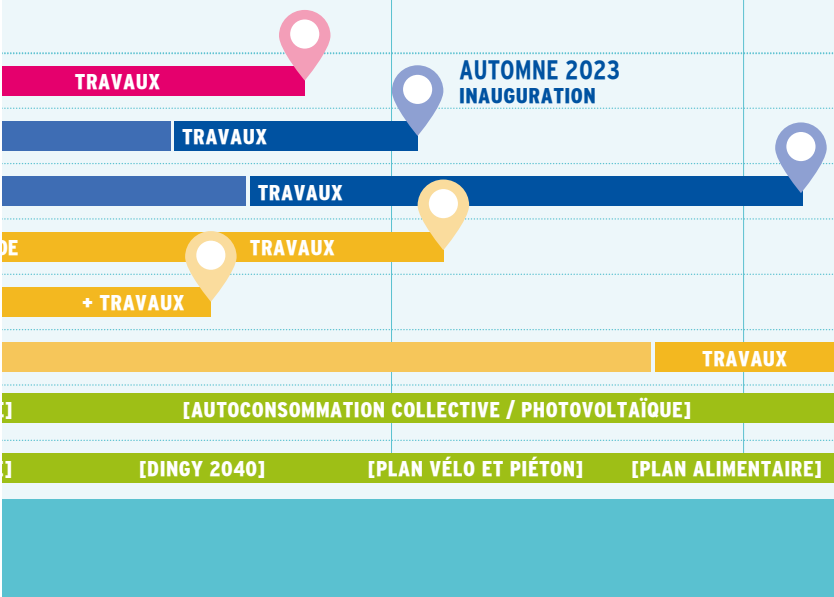 TRAVAUX
AUTOMNE 2023
INAUGURATION
TRAVAUX
TRAVAUX
DE TRAVAUX
+ TRAVAUX
TRAVAUX
] [AUTOCONSOMMATION COLLECTIVE / PHOTOVOLTAÏQUE]
] [DINGY 2040] [PLAN VÉLO ET PIÉTON] [PLAN ALIMENTAIRE]